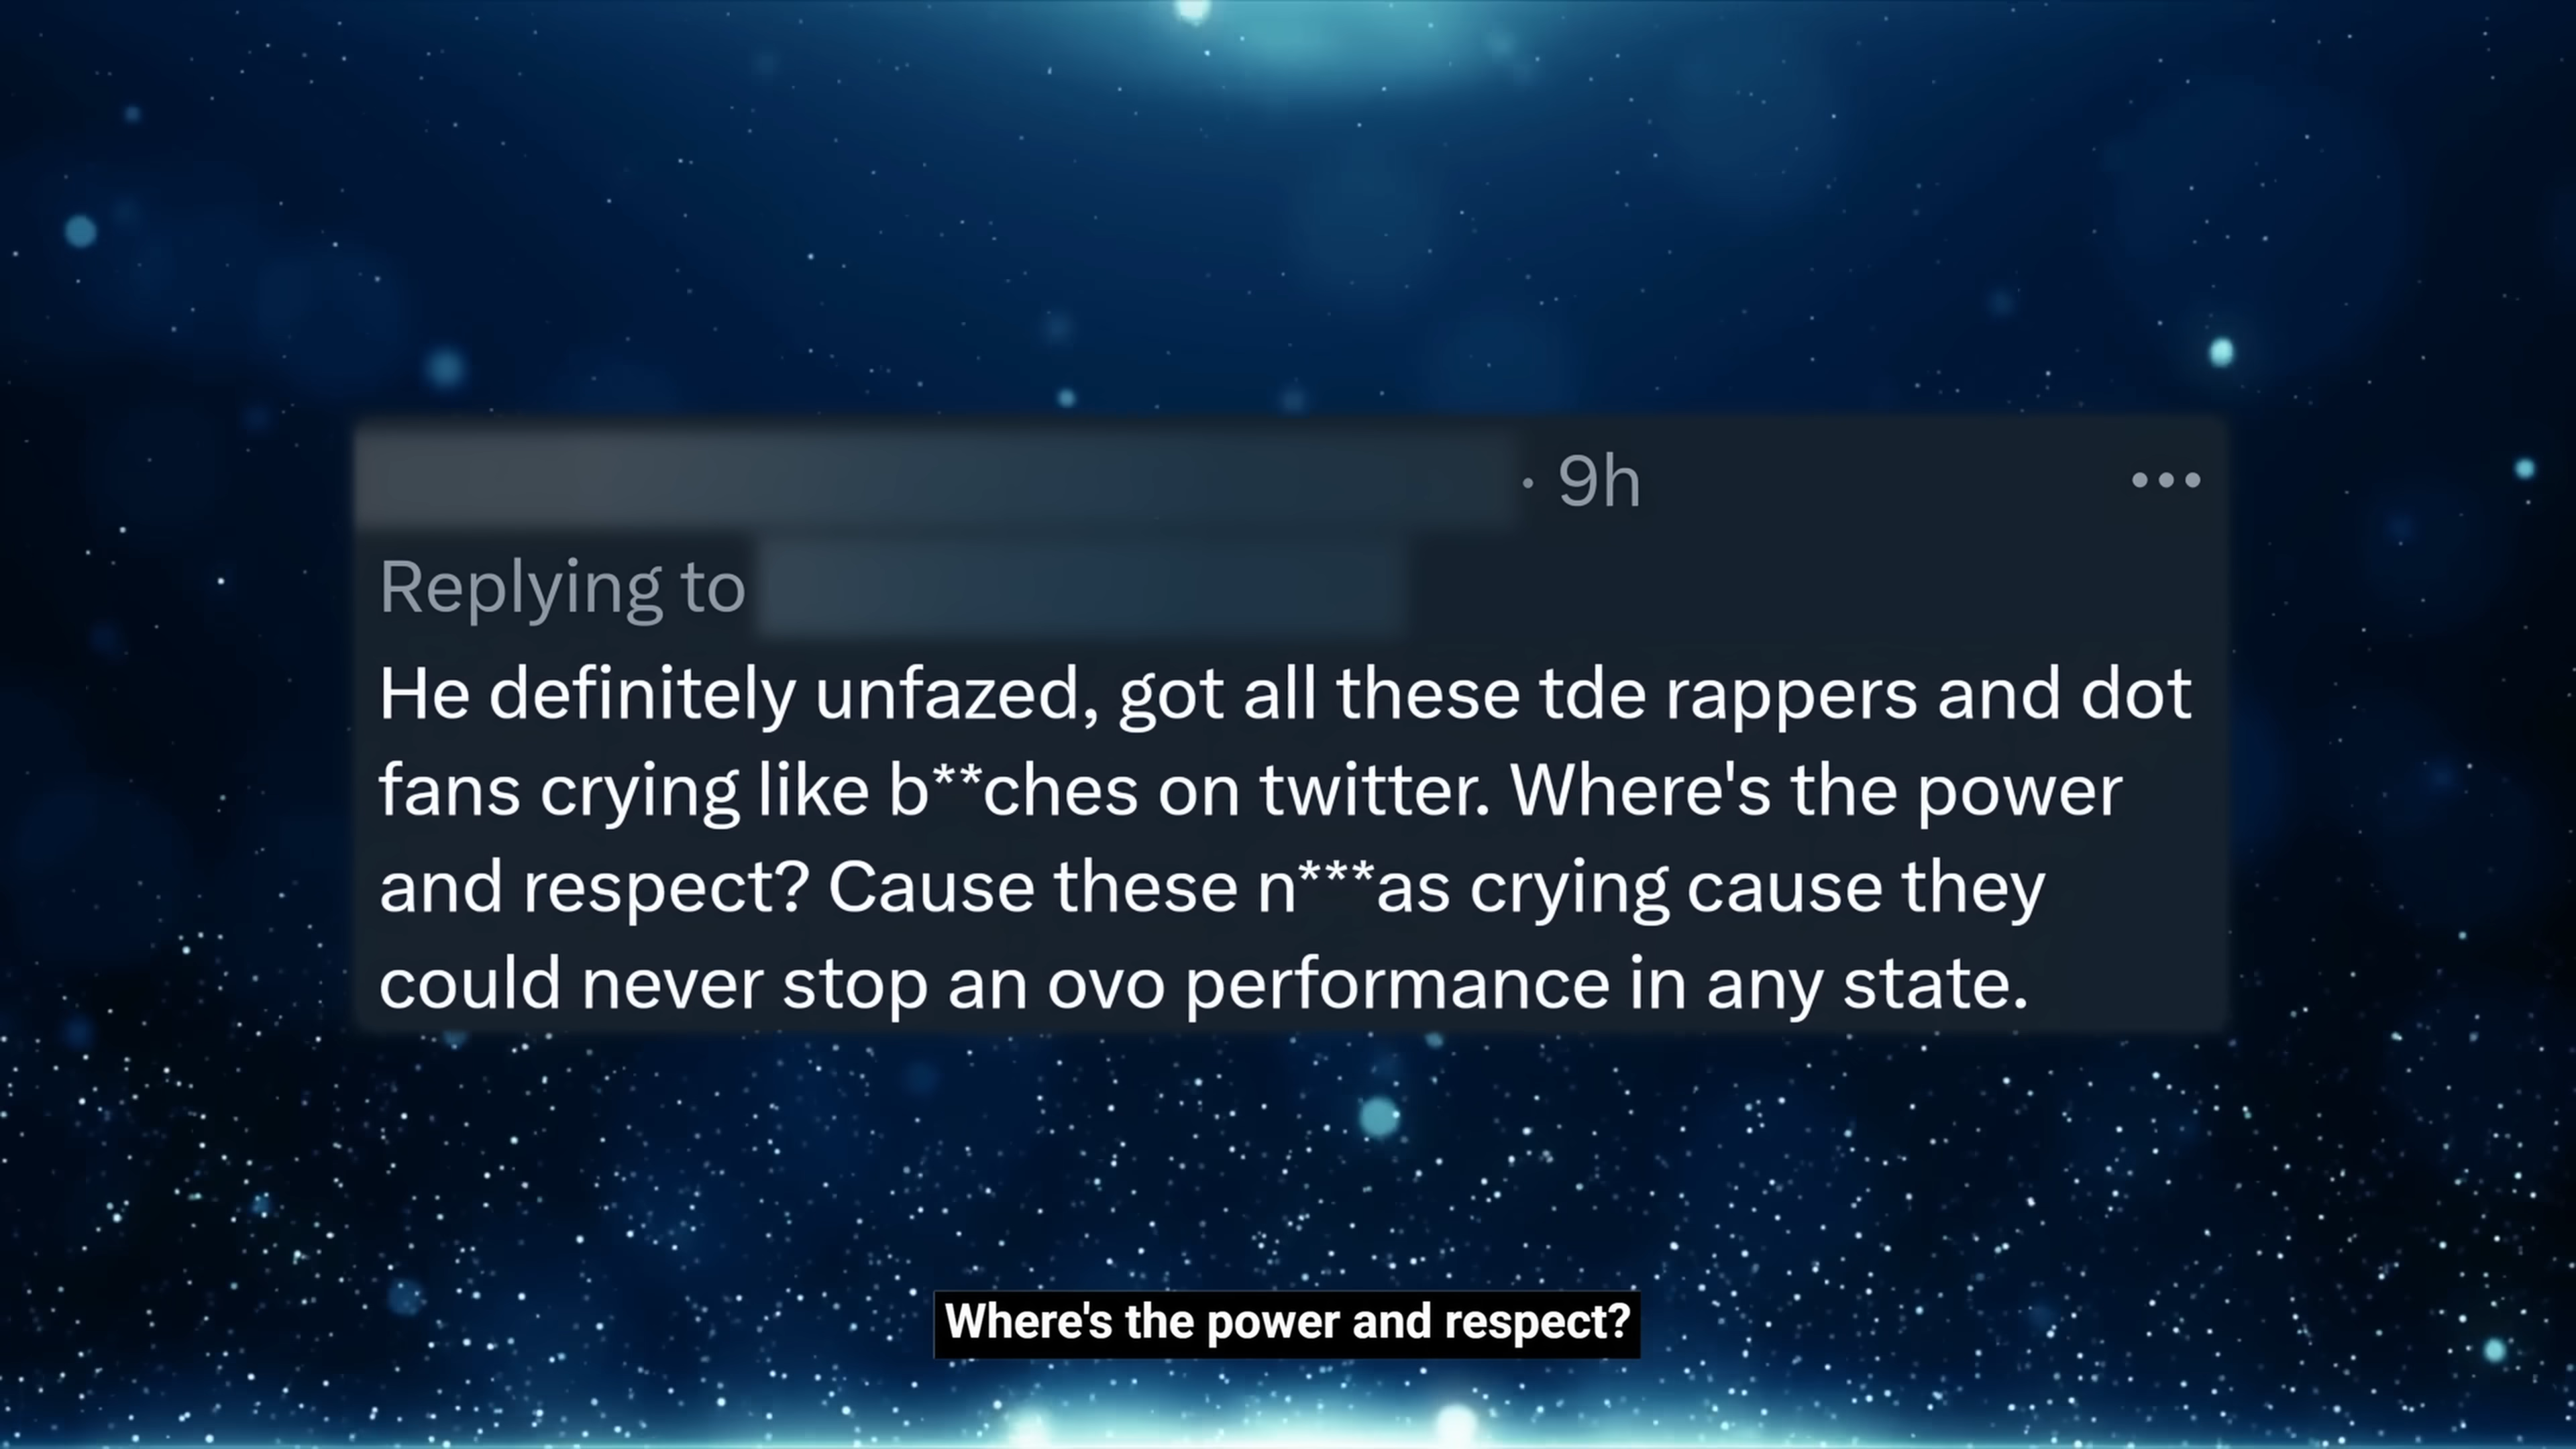 · 9h
Replying to
He definitely unfazed, got all these tde rappers and dot
fans crying like b**ches on twitter. Where's the power
and respect? Cause these n***as crying cause they
could never stop an ovo performance in any state.
Where's the power and respect?